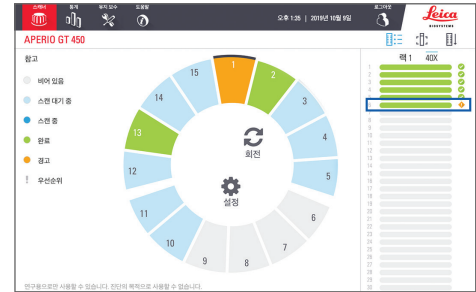 스캐너 통계 유지 보수 도움말
오후 1:35 | 2019년 10월 9일
로그아웃
Leica
BIOSYSTEMS
APERIO GT 450
참고
비어 있음
스캔 대기 중
스캔 중
완료
경고
우선순위
1
2
3
4
5
6
7
8
9
10
11
12
13
14
15
회전
설정
랙 1 40X
연구용으로만 사용할 수 있습니다. 진단의 목적으로 사용할 수 없습니다.